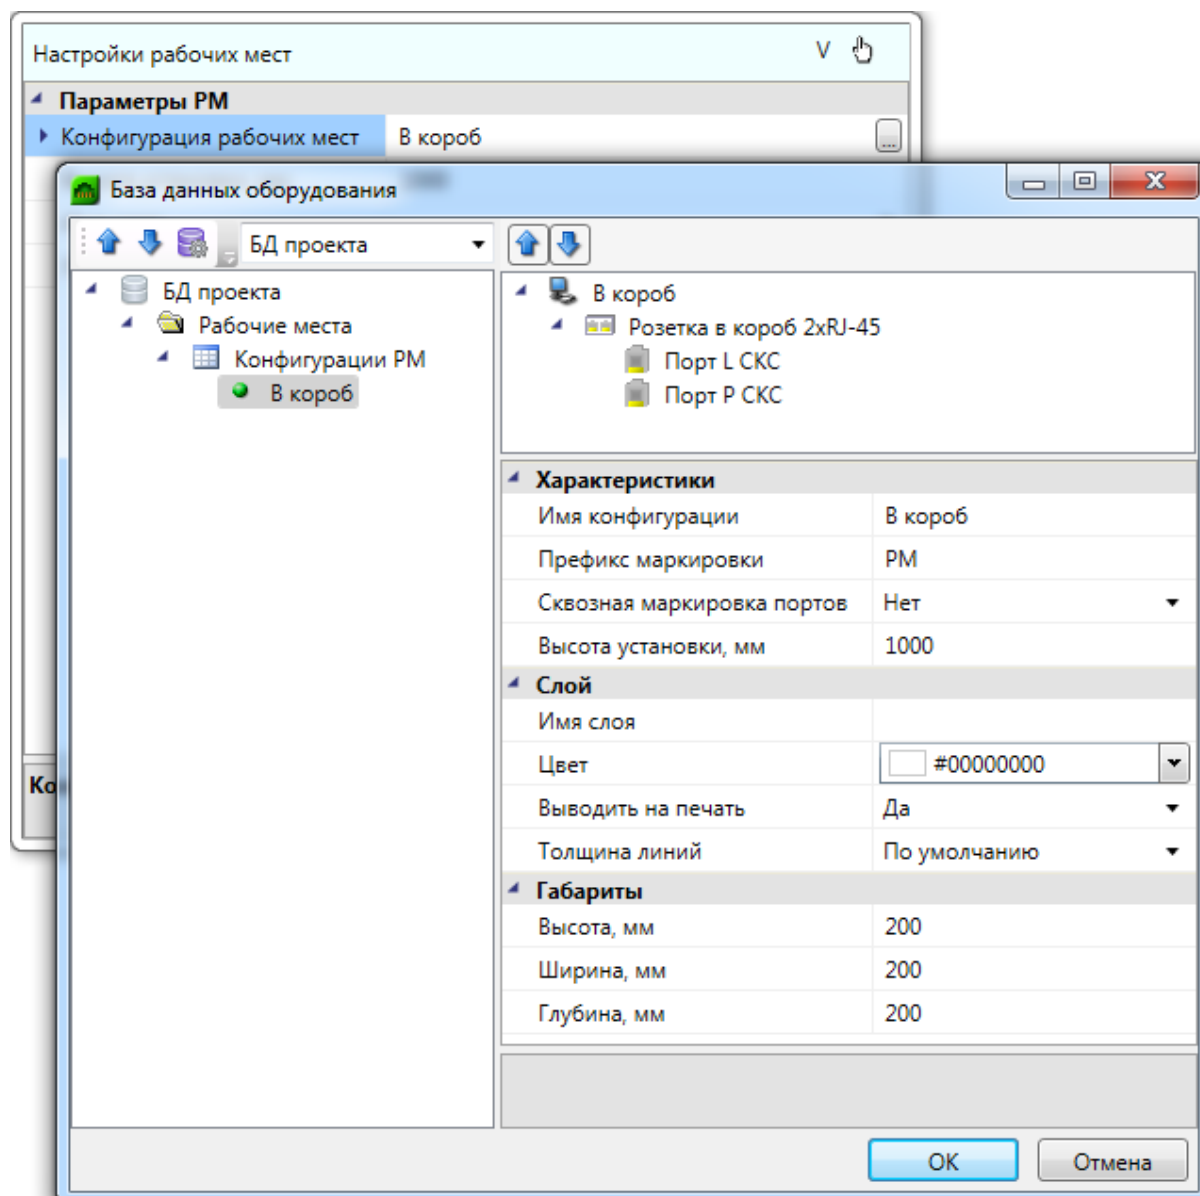 Настройки рабочих мест V
Параметры РМ
Конфигурация рабочих мест В короб ...
База данных оборудования
БД проекта
БД проекта
Рабочие места
Конфигурации РМ
В короб
В короб
Розетка в короб 2xRJ-45
Порт L СКС
Порт P СКС
Характеристики
Имя конфигурации В короб
Префикс маркировки РМ
Сквозная маркировка портов Нет
Высота установки, мм 1000
Слой
Имя слоя
Цвет #00000000
Выводить на печать Да
Толщина линий По умолчанию
Габариты
Высота, мм 200
Ширина, мм 200
Глубина, мм 200
Ко
ОК Отмена